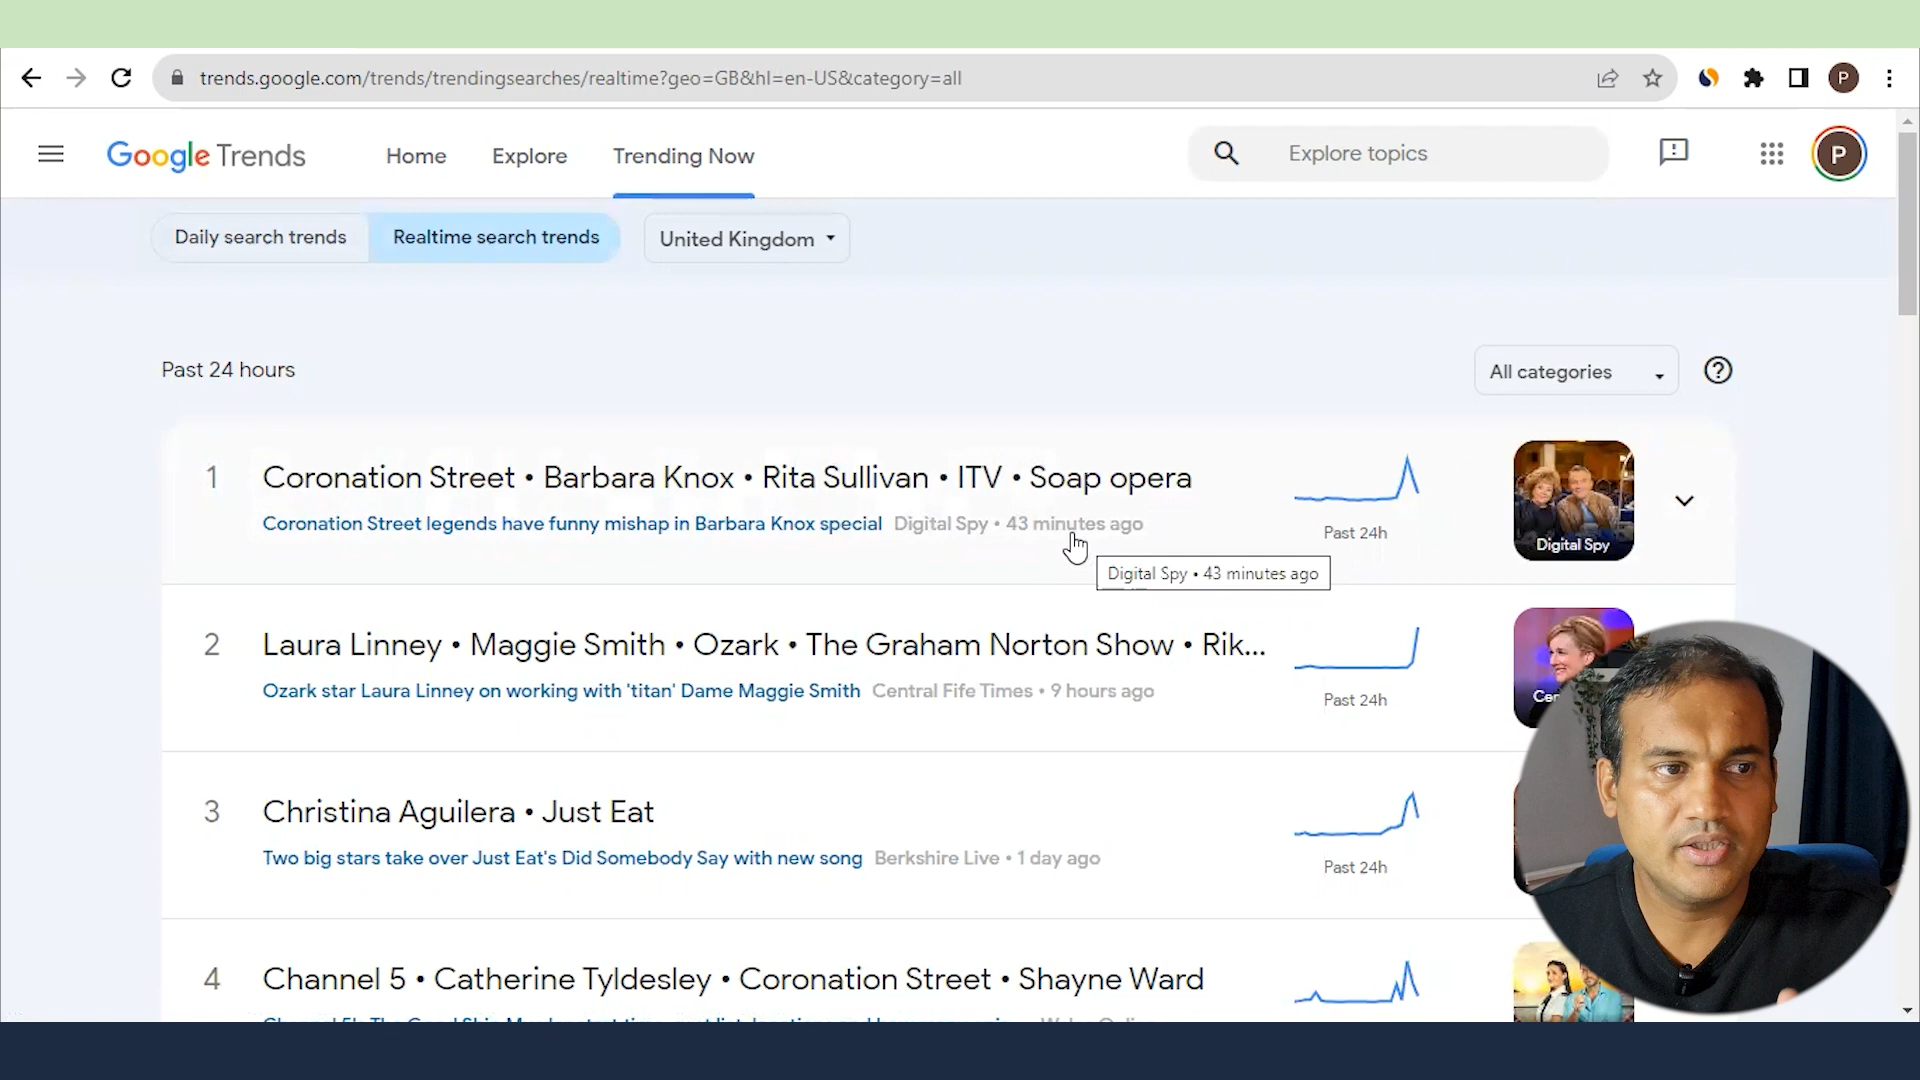 trends.google.com/trends/trendingsearches/realtime?geo=GB&hl=en-US&category=all
P
Google Trends
Home
Explore
Trending Now
Explore topics
P
Daily search trends
Realtime search trends
United Kingdom
Past 24 hours
All categories
1
Coronation Street • Barbara Knox • Rita Sullivan • ITV • Soap opera
Coronation Street legends have funny mishap in Barbara Knox special Digital Spy • 43 minutes ago
Past 24h
Digital Spy
Digital Spy • 43 minutes ago
2
Laura Linney • Maggie Smith • Ozark • The Graham Norton Show • Rik...
Ozark star Laura Linney on working with 'titan' Dame Maggie Smith Central Fife Times • 9 hours ago
Past 24h
3
Christina Aguilera • Just Eat
Two big stars take over Just Eat's Did Somebody Say with new song Berkshire Live • 1 day ago
Past 24h
4
Channel 5 • Catherine Tyldesley • Coronation Street • Shayne Ward